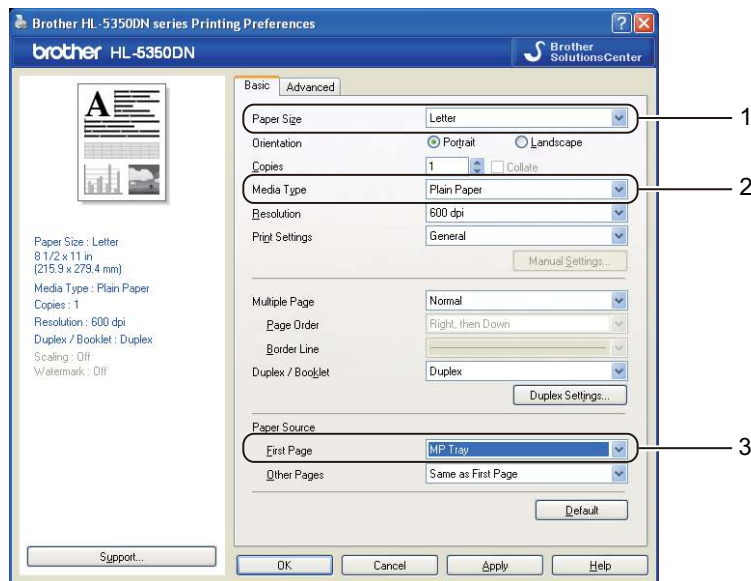 Brother HL-5350DN series Printing Preferences
brother HL-5350DN
Brother
SolutionsCenter
Basic Advanced
Paper Size Letter 1
Orientation Portrait Landscape
Copies 1 Collate
Media Type Plain Paper 2
Resolution 600 dpi
Print Settings General
Manual Settings...
Multiple Page Normal
Page Order Right, then Down
Border Line
Duplex / Booklet Duplex
Duplex Settings...
Paper Source
First Page MP Tray 3
Other Pages Same as First Page
Default
A
Paper Size : Letter
8 1/2 x 11 in
(215.9 x 279.4 mm)
Media Type : Plain Paper
Copies : 1
Resolution : 600 dpi
Duplex / Booklet : Duplex
Scaling : Off
Watermark : Off
Support...
OK Cancel Apply Help